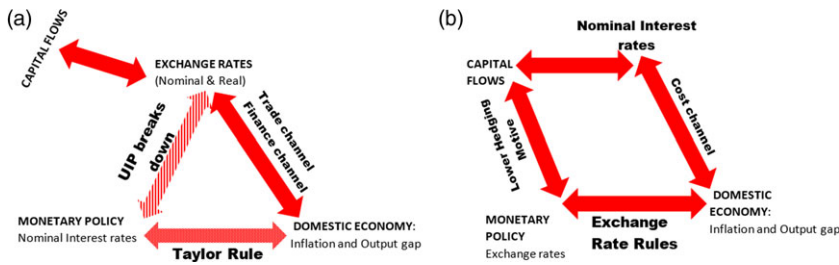 (a)
CAPITAL FLOWS
EXCHANGE RATES
(Nominal & Real)
UIP breaks
down
Trade channel
Finance channel
MONETARY POLICY
Nominal Interest rates
Taylor Rule
DOMESTIC ECONOMY:
Inflation and Output gap
(b)
Nominal Interest
rates
CAPITAL
FLOWS
Cost channel
Lower Hedging
Motive
MONETARY
POLICY
Exchange rates
Exchange
Rate Rules
DOMESTIC
ECONOMY:
Inflation and Output gap